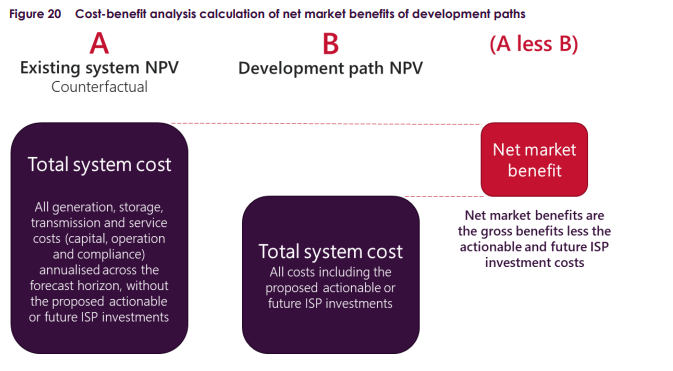 Figure 20 Cost-benefit analysis calculation of net market benefits of development paths
A
Existing system NPV
Counterfactual
B
Development path NPV
(A less B)
Total system cost
All generation, storage,
transmission and service
costs (capital, operation
and compliance)
annualised across the
forecast horizon, without
the proposed actionable
or future ISP investments
Total system cost
All costs including the
proposed actionable or
future ISP investments
Net market
benefit
Net market benefits are
the gross benefits less the
actionable and future ISP
investment costs